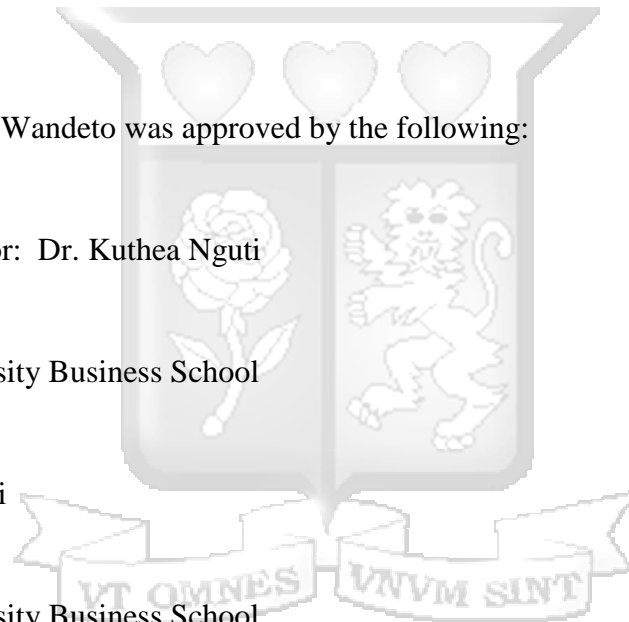 Wandeto was approved by the following:
or: Dr. Kuthea Nguti
sity Business School
i
VT OMNES VNVM SINT
sity Business School